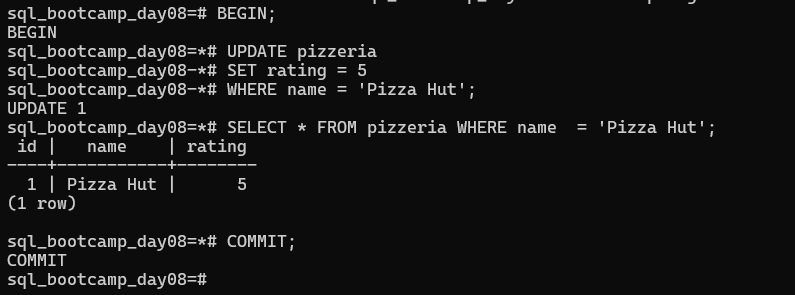 sql_bootcamp_day08=# BEGIN;
BEGIN
sql_bootcamp_day08=*# UPDATE pizzeria
sql_bootcamp_day08-*# SET rating = 5
sql_bootcamp_day08-*# WHERE name = 'Pizza Hut';
UPDATE 1
sql_bootcamp_day08=*# SELECT * FROM pizzeria WHERE name  = 'Pizza Hut';
 id |   name    | rating
----+-----------+--------
  1 | Pizza Hut |      5
(1 row)
sql_bootcamp_day08=*# COMMIT;
COMMIT
sql_bootcamp_day08=#